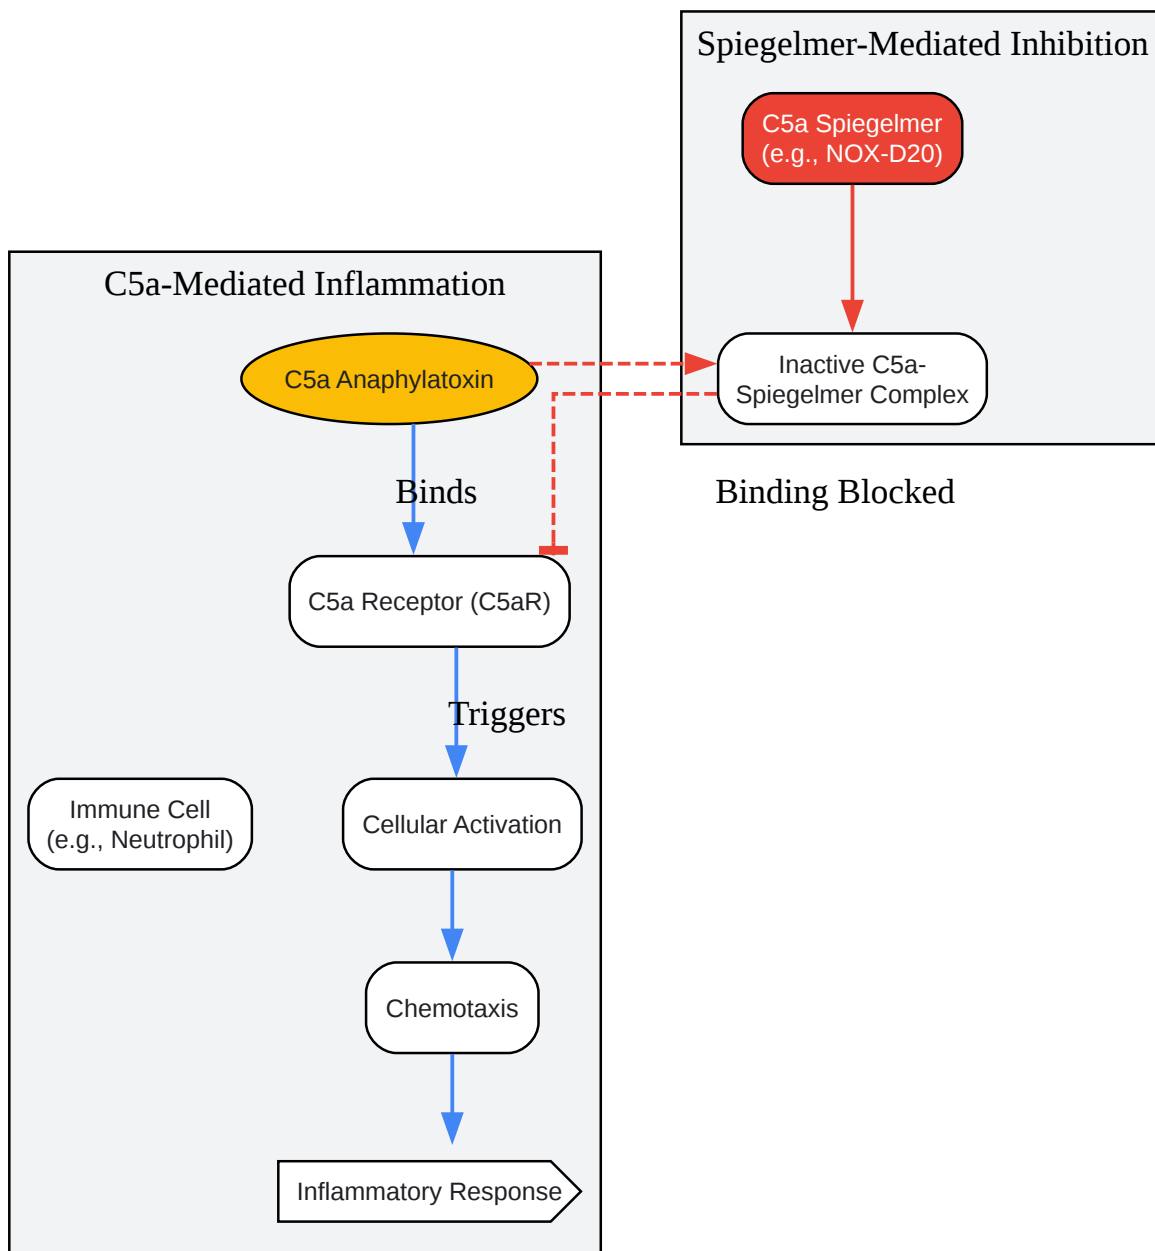 Spiegelmer-Mediated Inhibition
C5a Spiegelmer
(e.g., NOX-D20)
C5a-Mediated Inflammation
C5a Anaphylatoxin
Inactive C5a-
Spiegelmer Complex
Binds
Binding Blocked
C5a Receptor (C5aR)
Triggers
Immune Cell
(e.g., Neutrophil)
Cellular Activation
Chemotaxis
Inflammatory Response